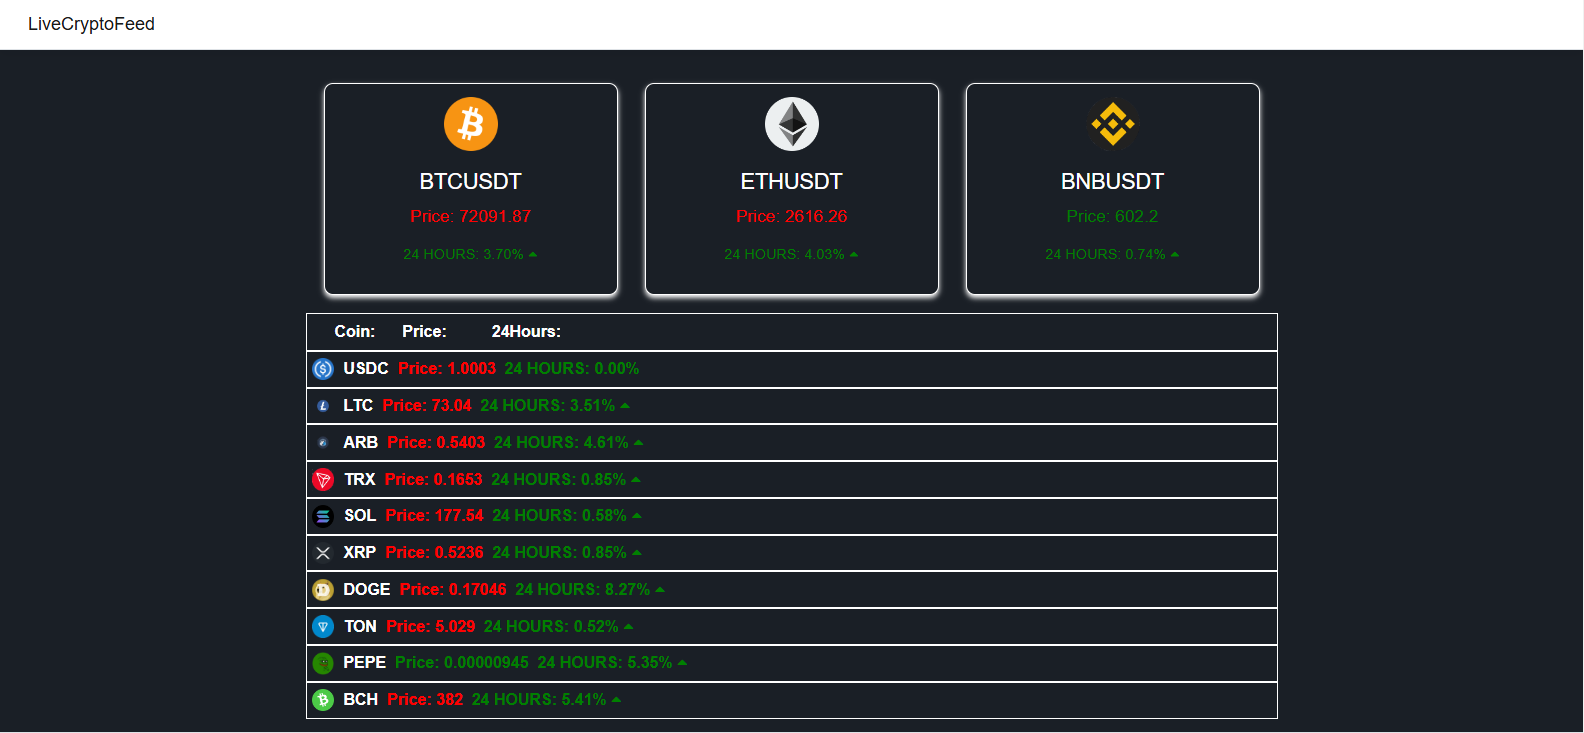 LiveCryptoFeed
BTCUSDT
Price: 72091.87
24 HOURS: 3.70%
ETHUSDT
Price: 2616.26
24 HOURS: 4.03%
BNBUSDT
Price: 602.2
24 HOURS: 0.74%
Coin: Price: 24Hours:
USDC Price: 1.0003 24 HOURS: 0.00%
LTC Price: 73.04 24 HOURS: 3.51%
ARB Price: 0.5403 24 HOURS: 4.61%
TRX Price: 0.1653 24 HOURS: 0.85%
SOL Price: 177.54 24 HOURS: 0.58%
XRP Price: 0.5236 24 HOURS: 0.85%
DOGE Price: 0.17046 24 HOURS: 8.27%
TON Price: 5.029 24 HOURS: 0.52%
PEPE Price: 0.00000945 24 HOURS: 5.35%
BCH Price: 382 24 HOURS: 5.41%